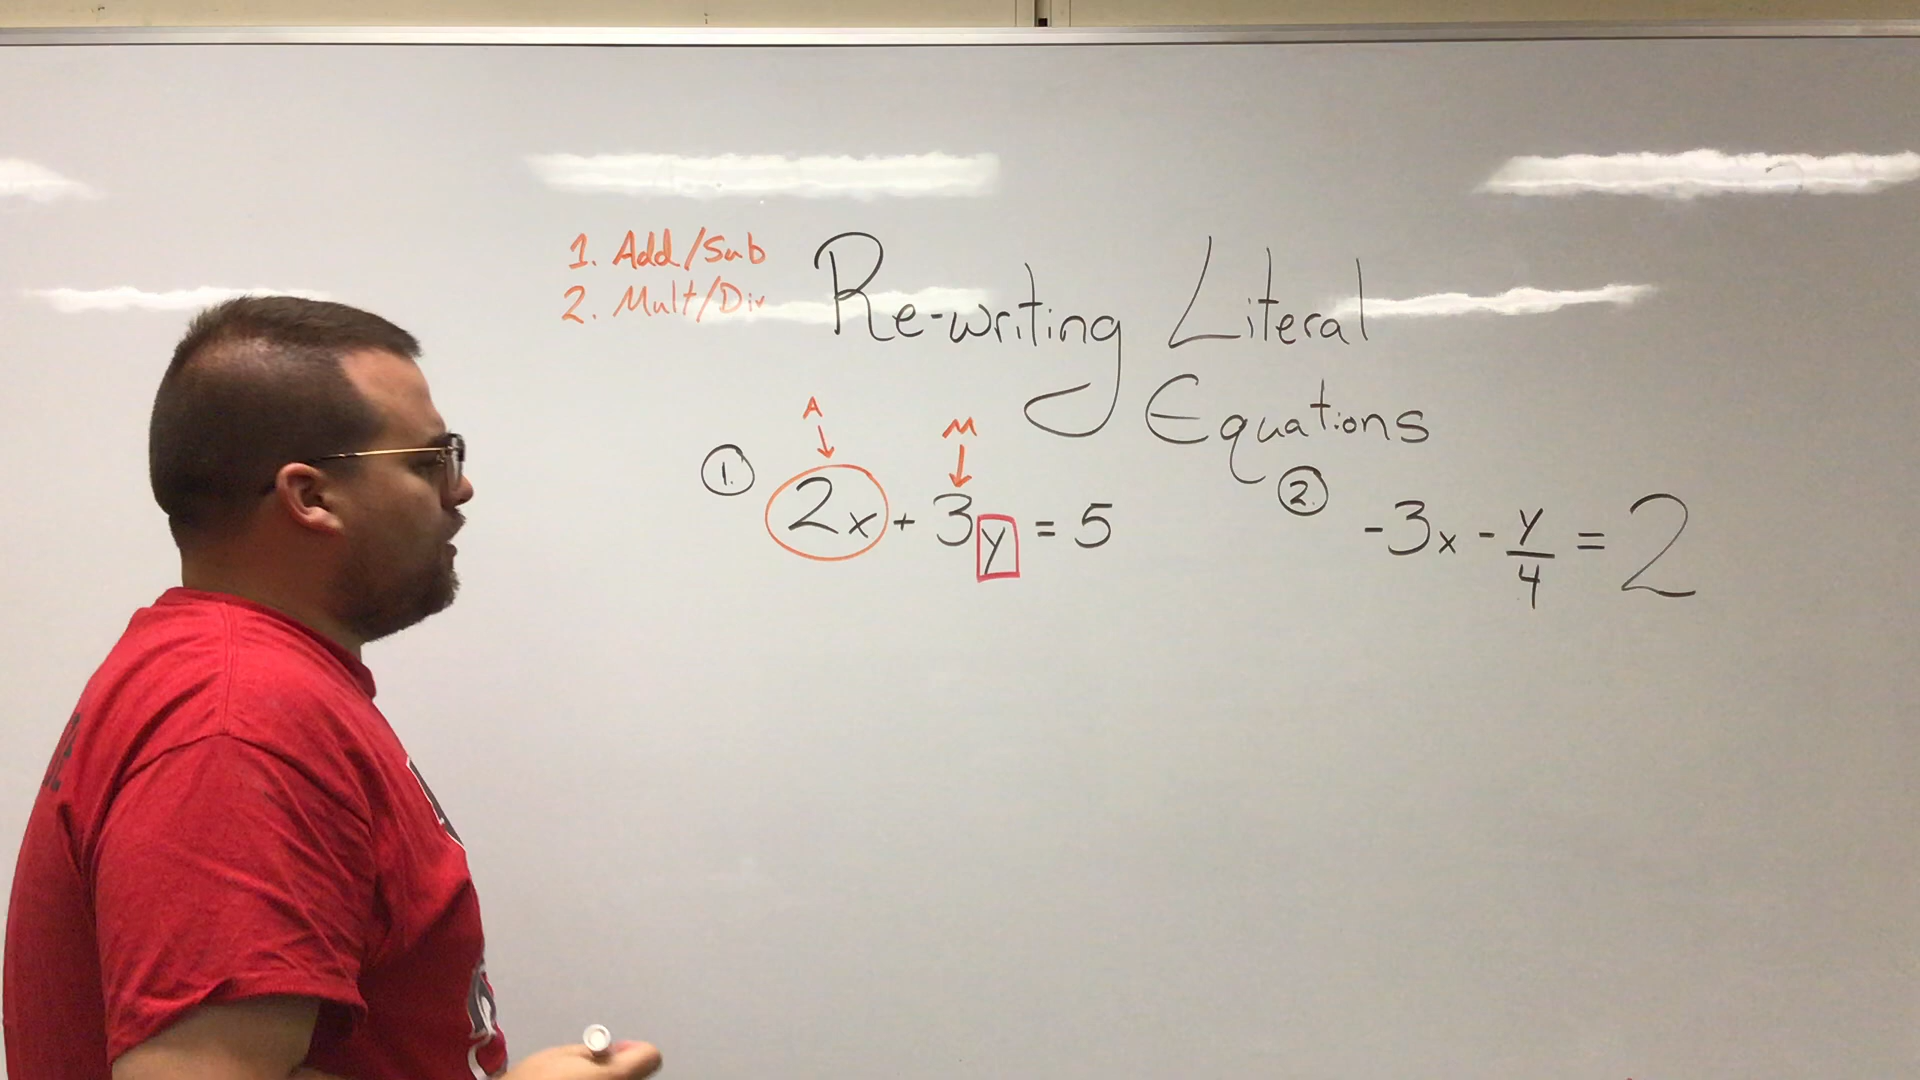 1. Add/Sub
2. Mult/Div
Re-writing Literal
Equations
A
M
1. 2x + 3y = 5
2. -3x - y/4 = 2